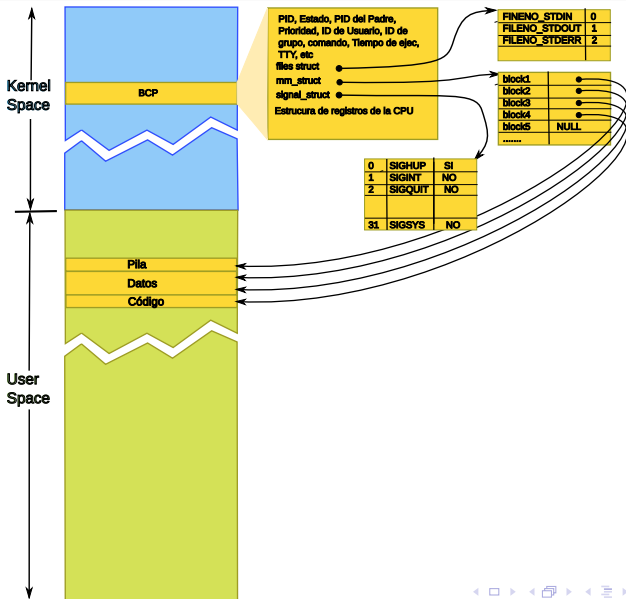 Kernel
Space
BCP
PID, Estado, PID del Padre,
Prioridad, ID de Usuario, ID de
grupo, comando, Tiempo de ejec,
TTY, etc
files struct
mm_struct
signal_struct
Estrucura de registros de la CPU
FINENO_STDIN 0
FILENO_STDOUT 1
FILENO_STDERR 2
block1
block2
block3
block4
block5 NULL
.......
0 SIGHUP SI
1 SIGINT NO
2 SIGQUIT NO
31 SIGSYS NO
Pila
Datos
Código
User
Space